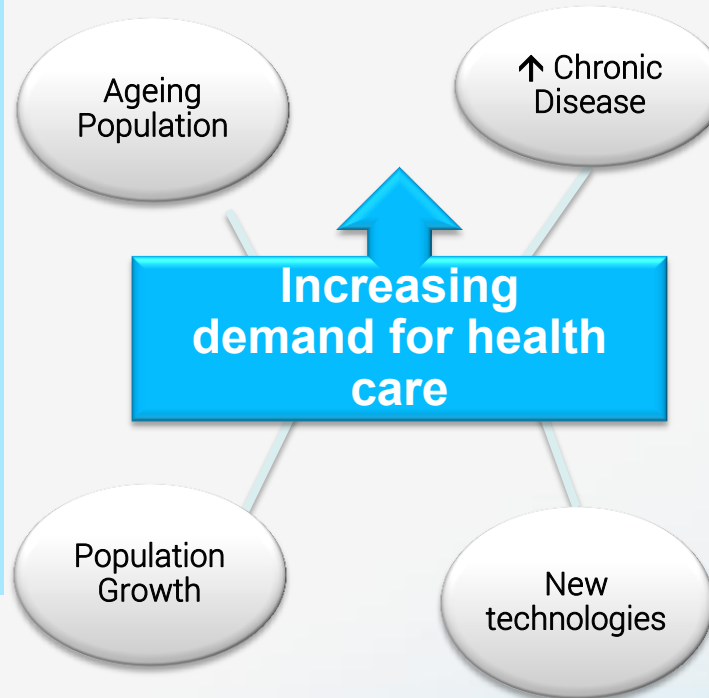 Ageing
Population
↑ Chronic
Disease
Increasing
demand for health
care
Population
Growth
New
technologies